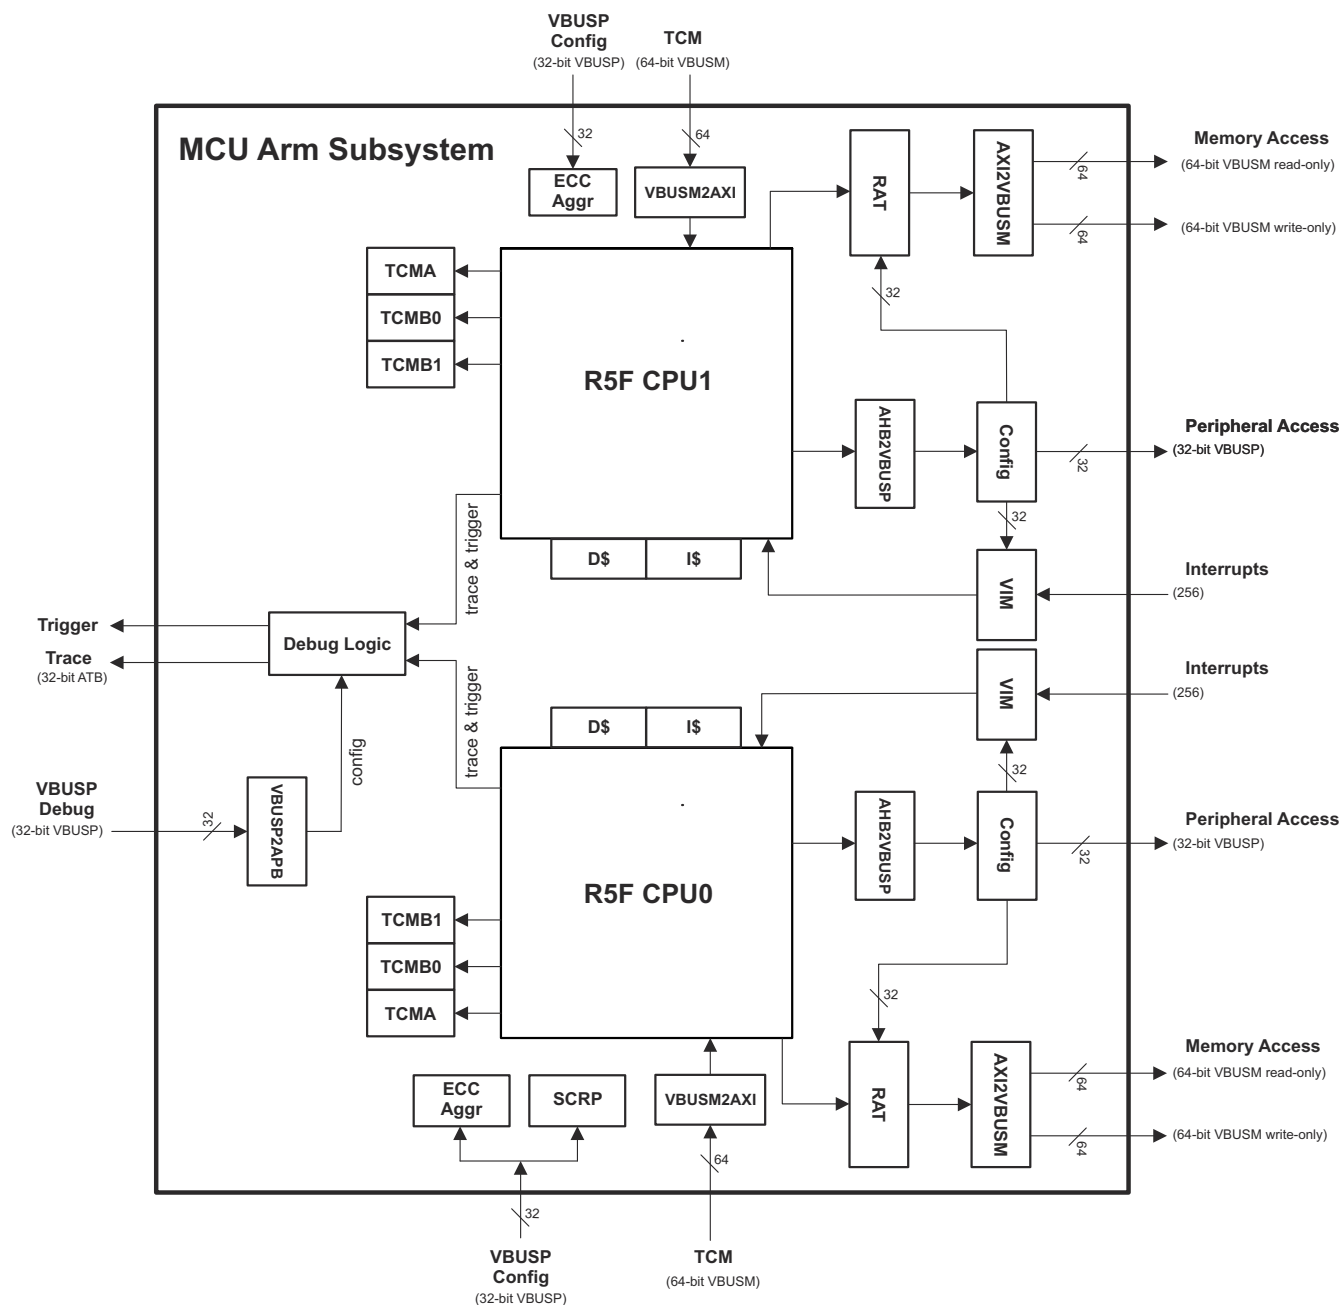 VBUSP
Config
(32-bit VBUSP)
TCM
(64-bit VBUSM)
MCU Arm Subsystem
32
64
ECC
Aggr
VBUSM2AXI
RAT
AXI2VBUSM
64
64
Memory Access
(64-bit VBUSM read-only)
(64-bit VBUSM write-only)
TCMA
TCMB0
TCMB1
R5F CPU1
32
AHB2VBUSP
Config
32
Peripheral Access
(32-bit VBUSP)
32
D$
I$
VIM
Interrupts
(256)
trace & trigger
Trigger
Trace
(32-bit ATB)
Debug Logic
trace & trigger
config
VIM
Interrupts
(256)
D$
I$
32
VBUSP
Debug
(32-bit VBUSP)
32
VBUSP2APB
R5F CPU0
AHB2VBUSP
Config
32
Peripheral Access
(32-bit VBUSP)
TCMB1
TCMB0
TCMA
32
ECC
Aggr
SCRP
VBUSM2AXI
RAT
AXI2VBUSM
64
64
Memory Access
(64-bit VBUSM read-only)
(64-bit VBUSM write-only)
32
64
VBUSP
Config
(32-bit VBUSP)
TCM
(64-bit VBUSM)